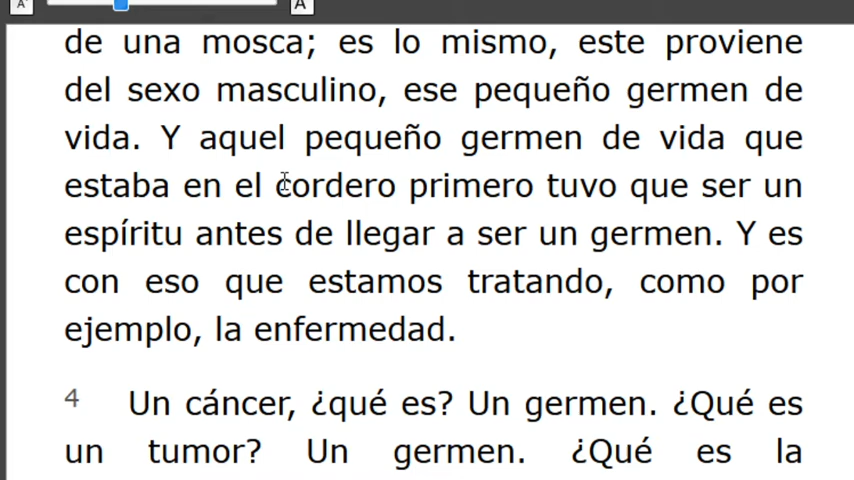 A
A
de una mosca; es lo mismo, este proviene
del sexo masculino, ese pequeño germen de
vida. Y aquel pequeño germen de vida que
estaba en el cordero primero tuvo que ser un
espíritu antes de llegar a ser un germen. Y es
con eso que estamos tratando, como por
ejemplo, la enfermedad.
4 Un cáncer, ¿qué es? Un germen. ¿Qué es
un tumor? Un germen. ¿Qué es la